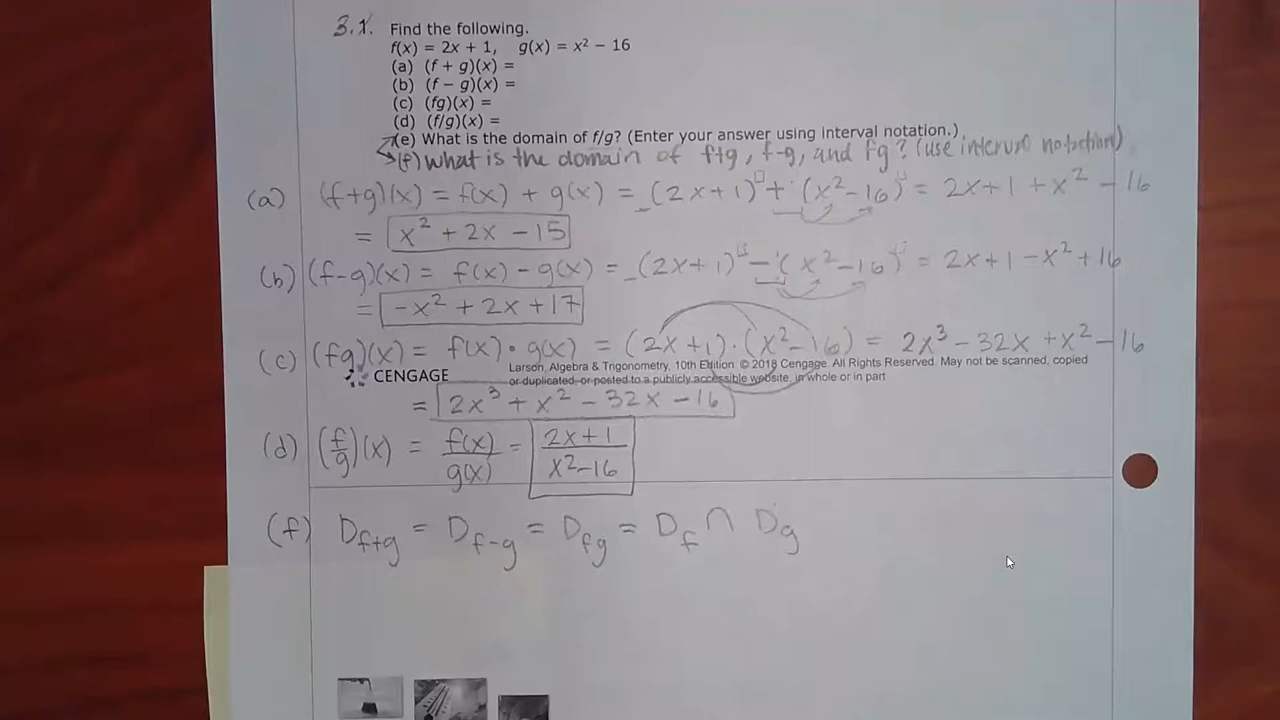 3.1. Find the following.
f(x) = 2x + 1, g(x) = x² − 16
(a) (f + g)(x) =
(b) (f − g)(x) =
(c) (fg)(x) =
(d) (f/g)(x) =
(e) What is the domain of f/g? (Enter your answer using interval notation.)
(f) What is the domain of f+g, f-g, and fg? (use interval notation)
(a) (f+g)(x) = f(x) + g(x) = (2x+1) + (x²-16) = 2x+1+x²-16
= x² + 2x - 15
(b) (f-g)(x) = f(x) - g(x) = (2x+1) - (x²-16) = 2x+1-x²+16
= -x² + 2x + 17
(c) (fg)(x) = f(x) • g(x) = (2x+1)·(x²-16) = 2x³ - 32x + x² - 16
CENGAGE
Larson, Algebra & Trigonometry, 10th Edition. © 2018 Cengage. All Rights Reserved. May not be scanned, copied
or duplicated, or posted to a publicly accessible website, in whole or in part
= 2x³ + x² - 32x - 16
(d) (f/g)(x) = f(x)/g(x) = (2x+1)/(x²-16)
(f) D_f+g = D_f-g = D_fg = D_f ∩ D_g